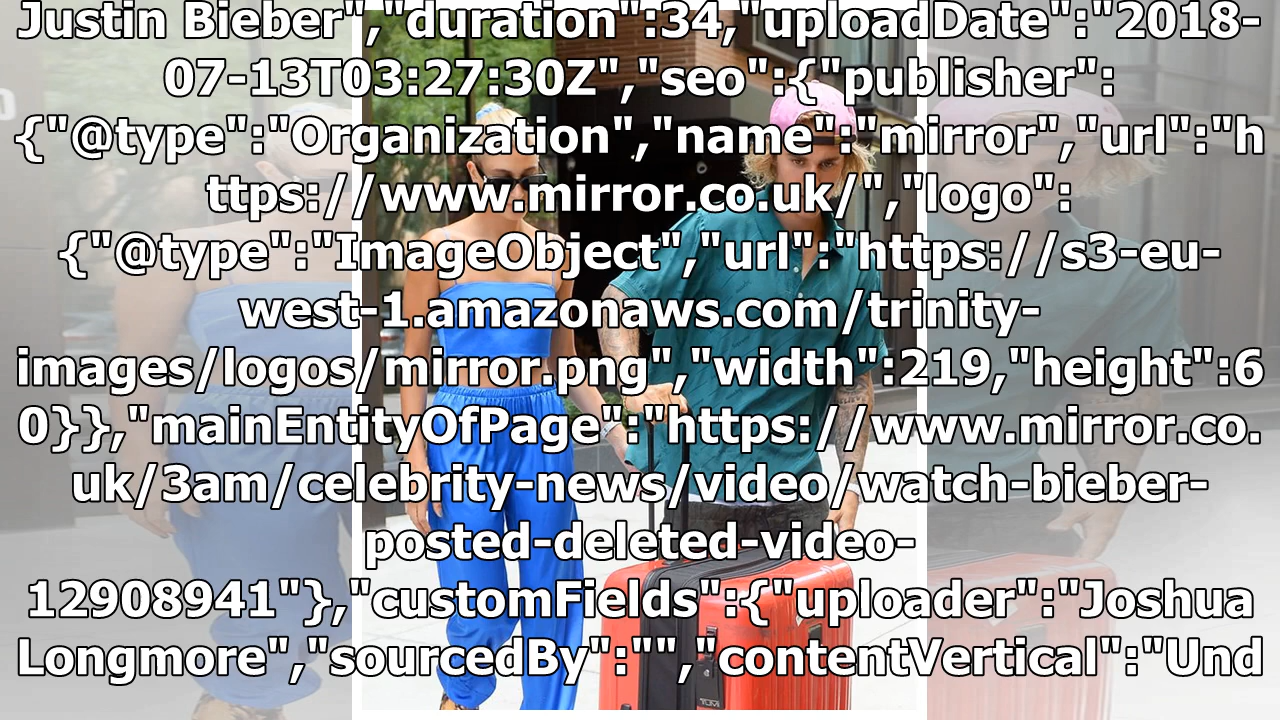 Justin Bieber","duration":34,"uploadDate":"2018-
07-13T03:27:30Z","seo":{"publisher":
{"@type":"Organization","name":"mirror","url":"h
ttps://www.mirror.co.uk/","logo":
{"@type":"ImageObject","url":"https://s3-eu-
west-1.amazonaws.com/trinity-
images/logos/mirror.png","width":219,"height":6
0}},"mainEntityOfPage":"https://www.mirror.co.
uk/3am/celebrity-news/video/watch-bieber-
posted-deleted-video-
12908941"},"customFields":{"uploader":"Joshua
Longmore","sourcedBy":"","contentVertical":"Und
TUMI